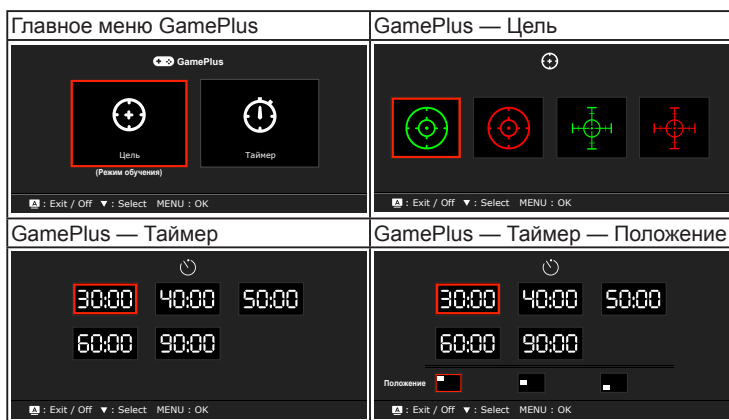 Главное меню GamePlus
GamePlus — Цель
GamePlus
Цель
Таймер
(Режим обучения)
A : Exit / Off ▼ : Select MENU : OK
A : Exit / Off ▼ : Select MENU : OK
GamePlus — Таймер
GamePlus — Таймер — Положение
30:00 40:00 50:00
60:00 90:00
A : Exit / Off ▼ : Select MENU : OK
30:00 40:00 50:00
60:00 90:00
Положение
A : Exit / Off ▼ : Select MENU : OK